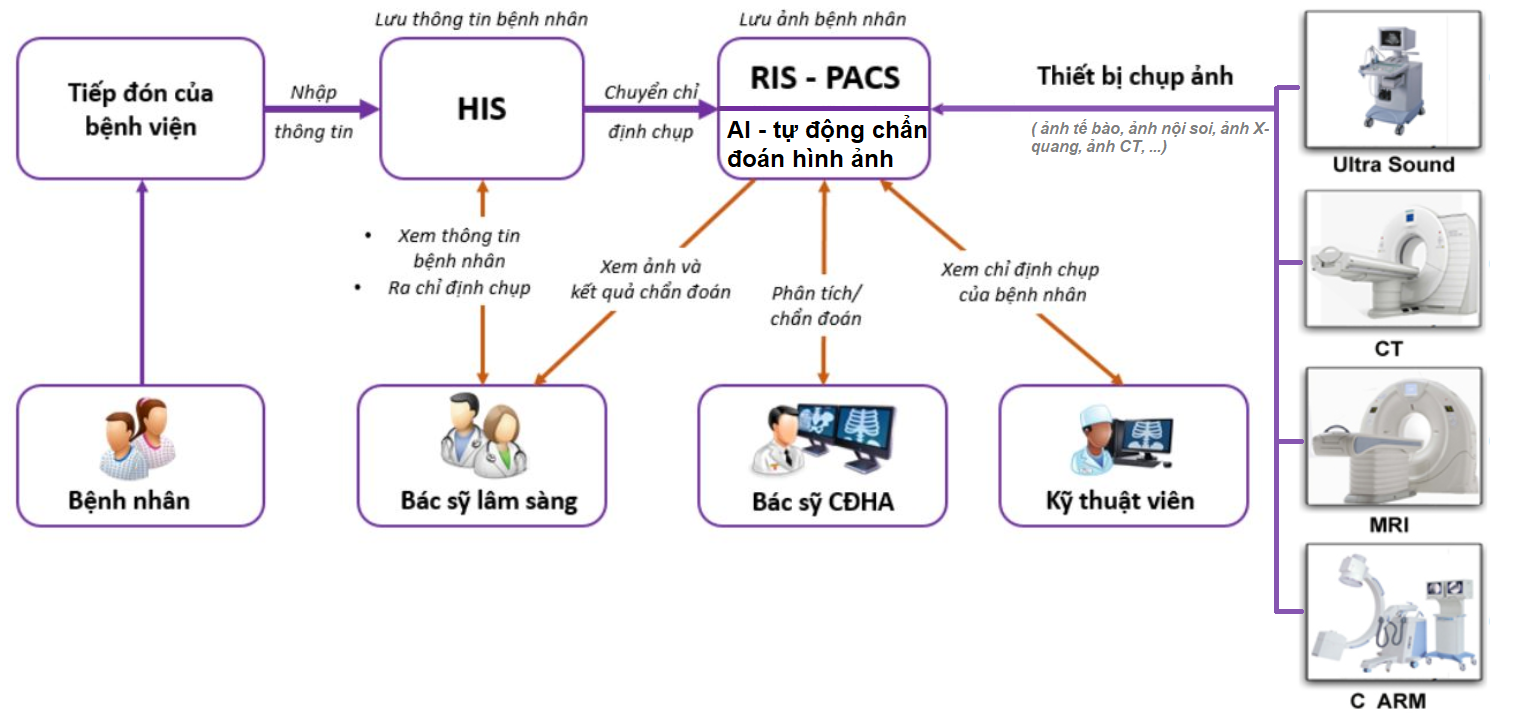 Lưu thông tin bệnh nhân
Lưu ảnh bệnh nhân
Tiếp đón của
bệnh viện
Nhập
thông tin
HIS
Chuyển chỉ
định chụp
RIS - PACS
AI - tự động chẩn
đoán hình ảnh
Thiết bị chụp ảnh
( ảnh tế bào, ảnh nội soi, ảnh X-
quang, ảnh CT, ...)
Ultra Sound
• Xem thông tin
bệnh nhân
• Ra chỉ định chụp
Xem ảnh và
kết quả chẩn đoán
Phân tích/
chẩn đoán
Xem chỉ định chụp
của bệnh nhân
CT
Bệnh nhân
Bác sỹ lâm sàng
Bác sỹ CĐHA
Kỹ thuật viên
MRI
C ARM